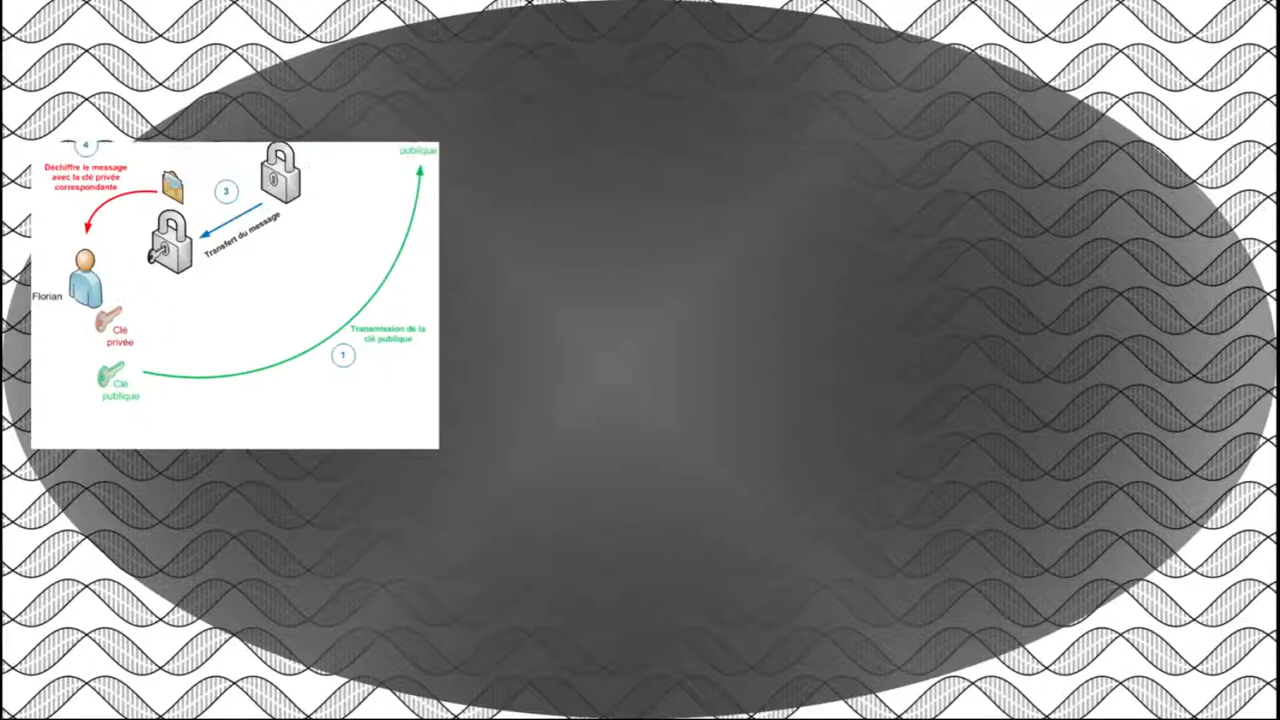 4
publique
Déchiffre le message
avec la clé privée
correspondante
3
Transfert du message
Florian
Clé
privée
Transmission de la
clé publique
1
Clé
publique